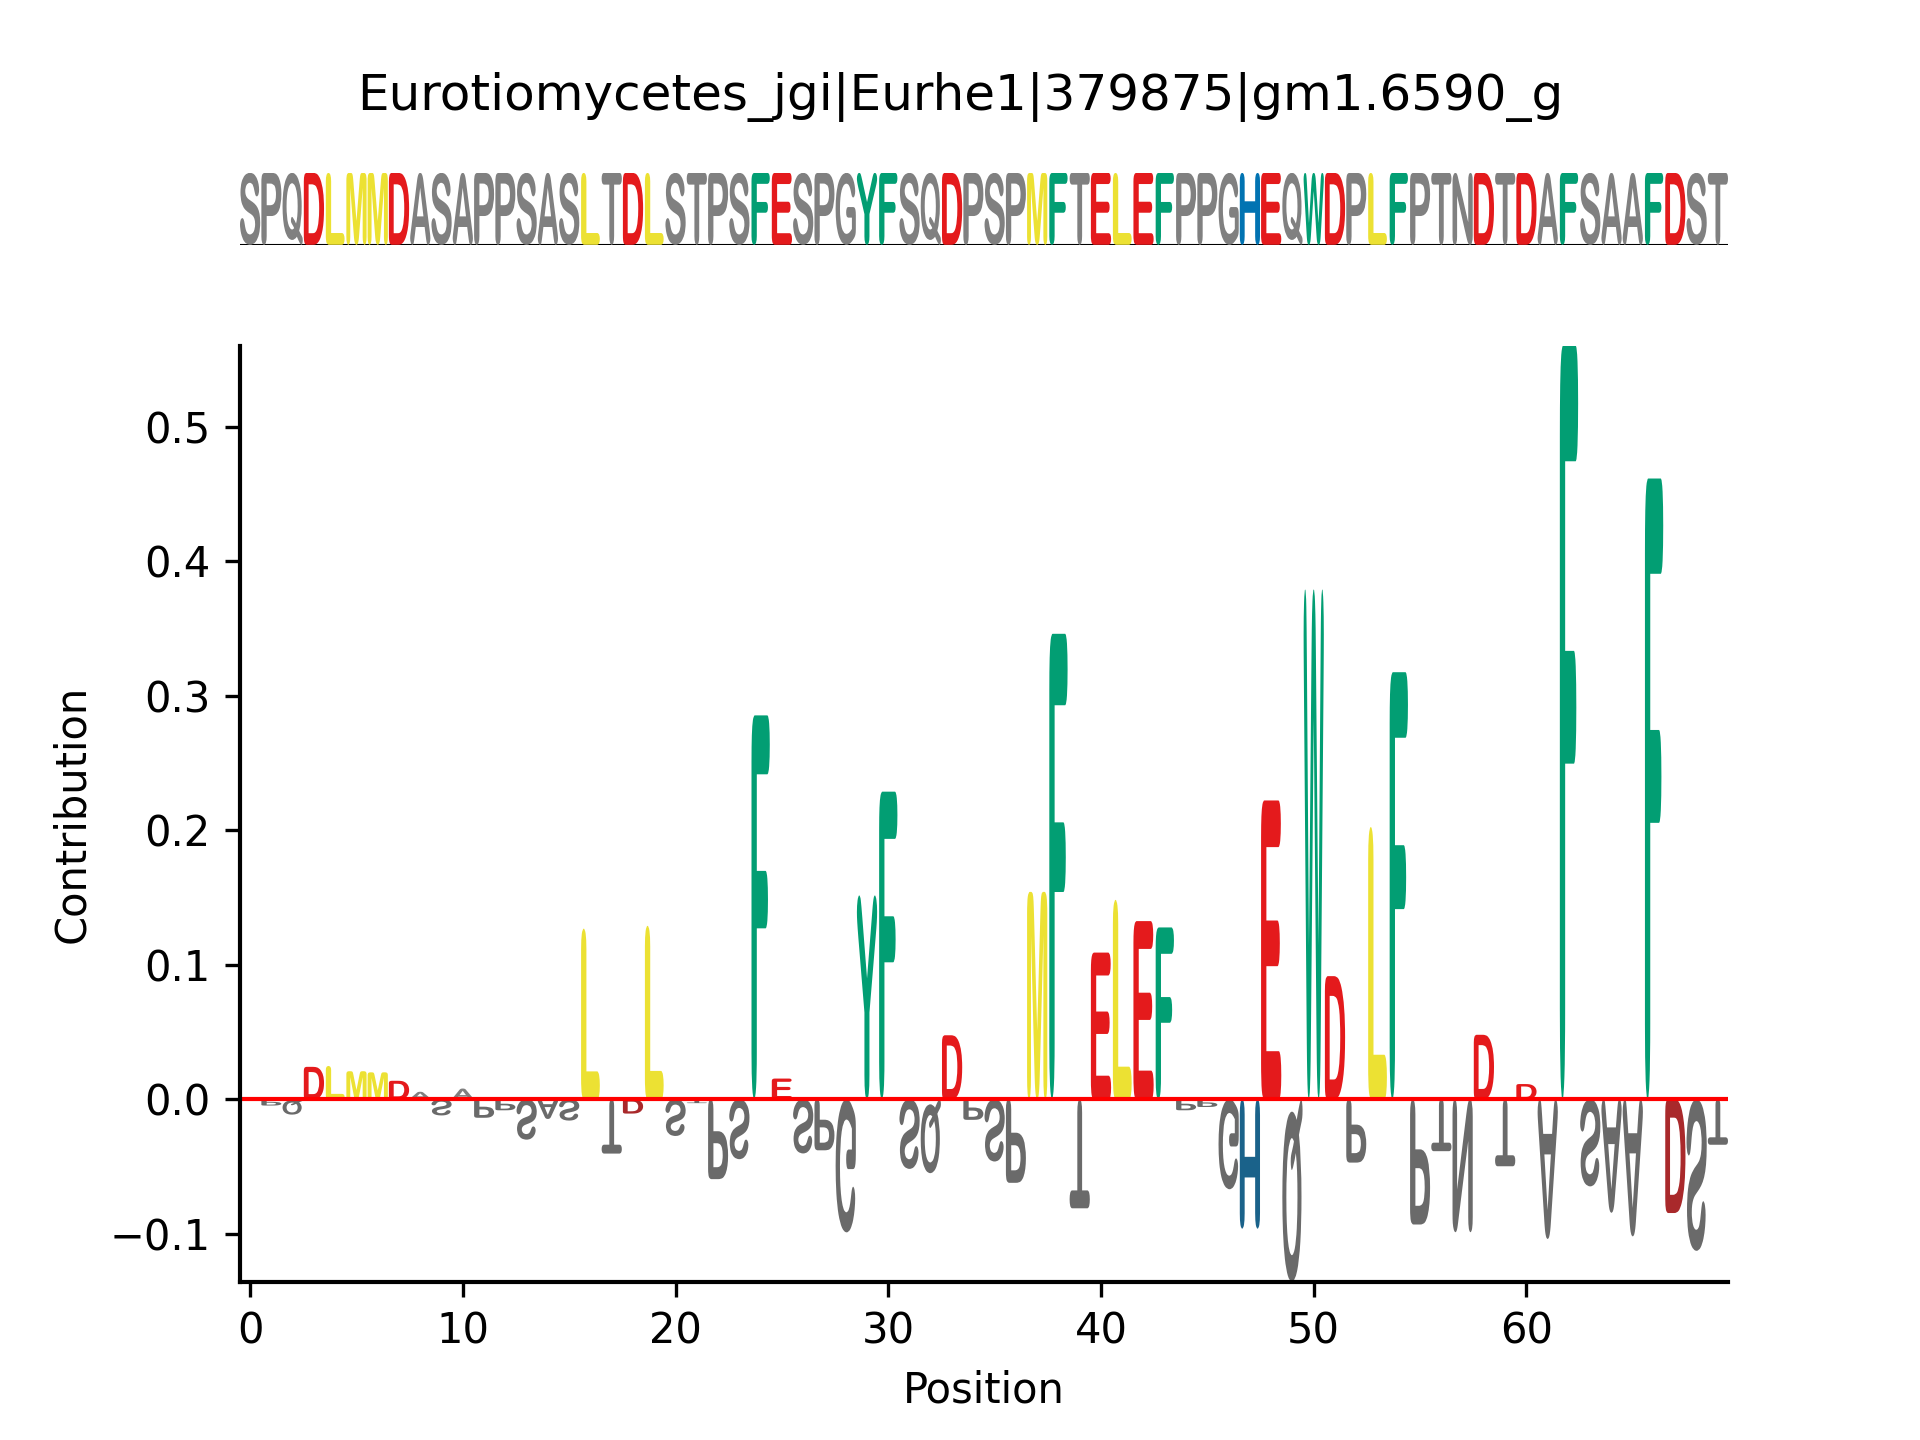 Eurotiomycetes_jgi|Eurhe1|379875|gm1.6590_g
SPQDLMMDASAPPSASLTDLSTPSFESPGYFSQDPSPMFTELEFPPGHEQWDPLFPTNDTDAFSAAFDST
Contribution
0.5
0.4
0.3
0.2
0.1
0.0
−0.1
PQDLMMDASAPPSASLTDLSTPSFESPGYFSQDPSPMFTELEFPPGHEQWDPLFPTNDTDAFSAAFDST
0 10 20 30 40 50 60
Position